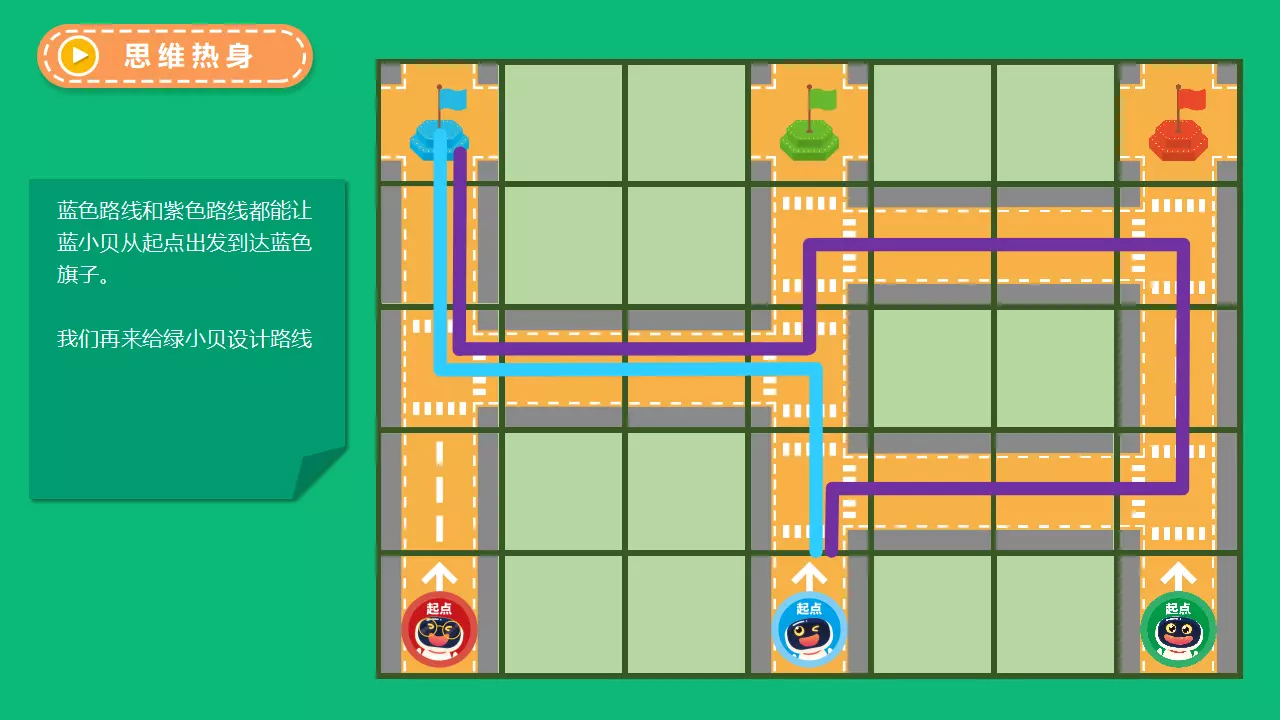 思维热身
蓝色路线和紫色路线都能让
蓝小贝从起点出发到达蓝色
旗子。
我们再来给绿小贝设计路线
起点
起点
起点